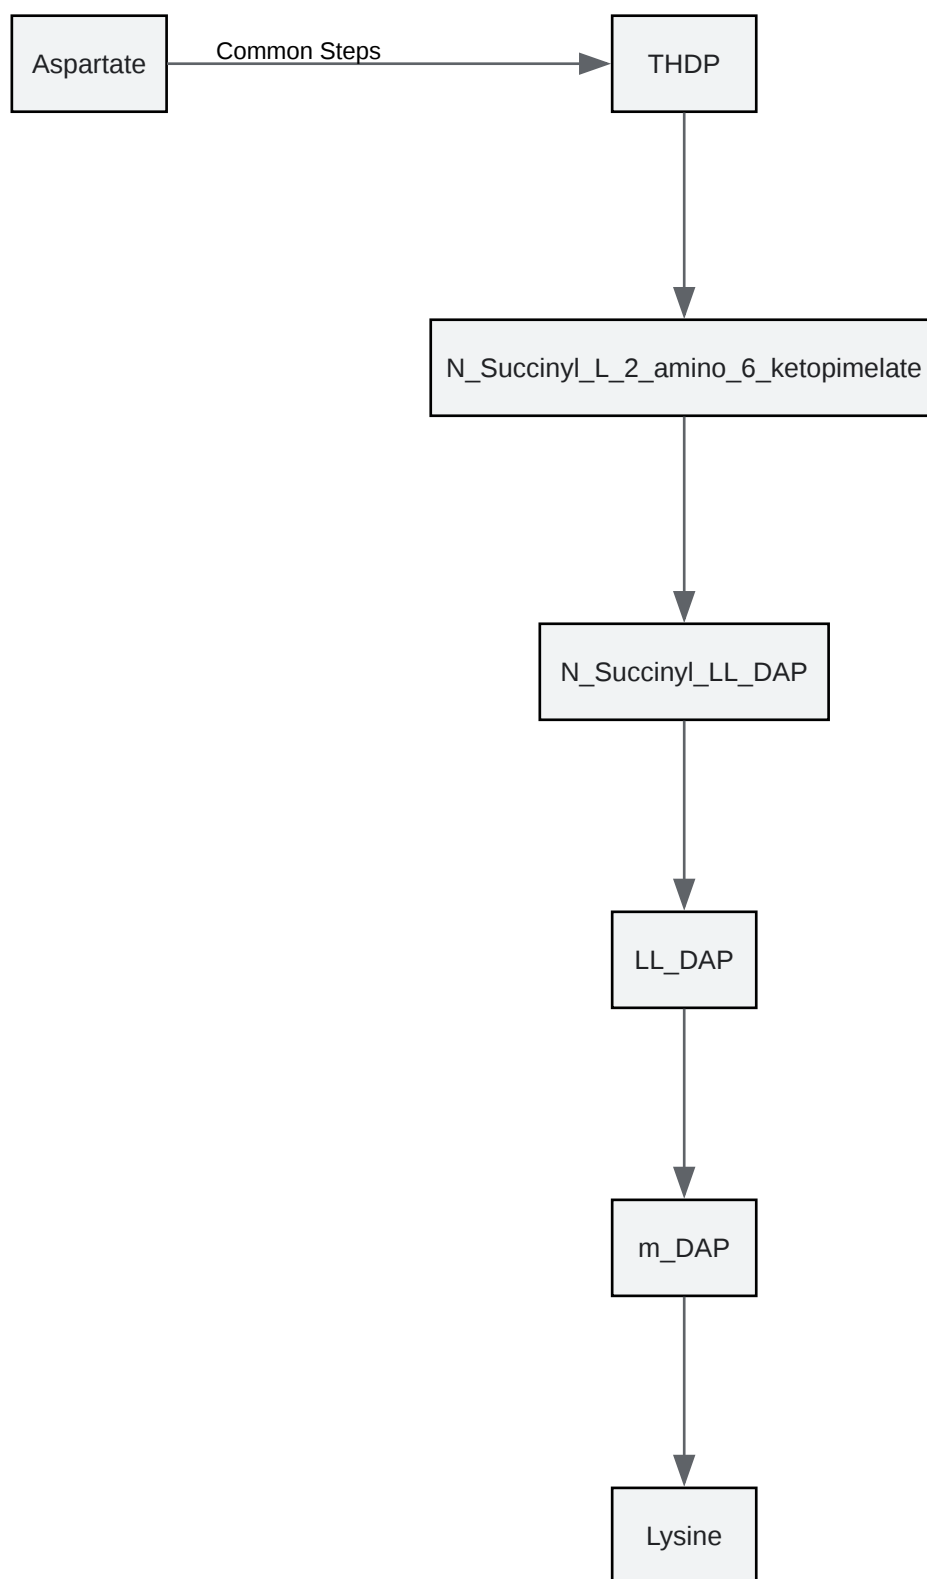 Aspartate
Common Steps
THDP
N_Succinyl_L_2_amino_6_ketopimelate
N_Succinyl_LL_DAP
LL_DAP
m_DAP
Lysine